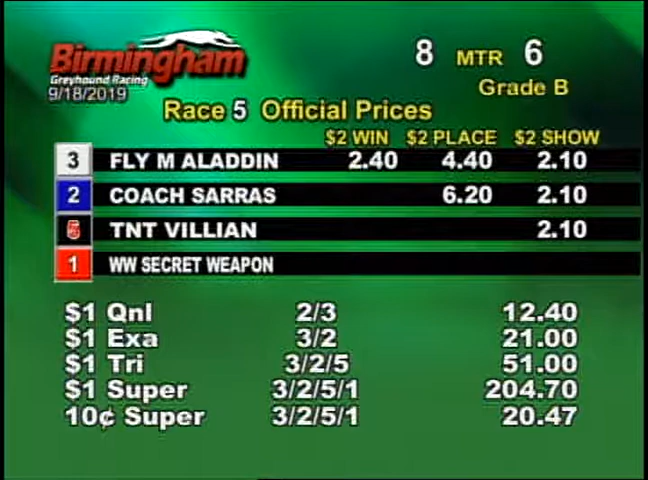 Birmingham
Greyhound Racing
9/18/2019
8 MTR 6
Grade B
Race 5 Official Prices
$2 WIN $2 PLACE $2 SHOW
3 FLY M ALADDIN 2.40 4.40 2.10
2 COACH SARRAS 6.20 2.10
5 TNT VILLIAN 2.10
1 WW SECRET WEAPON
$1 Qnl 2/3 12.40
$1 Exa 3/2 21.00
$1 Tri 3/2/5 51.00
$1 Super 3/2/5/1 204.70
10¢ Super 3/2/5/1 20.47